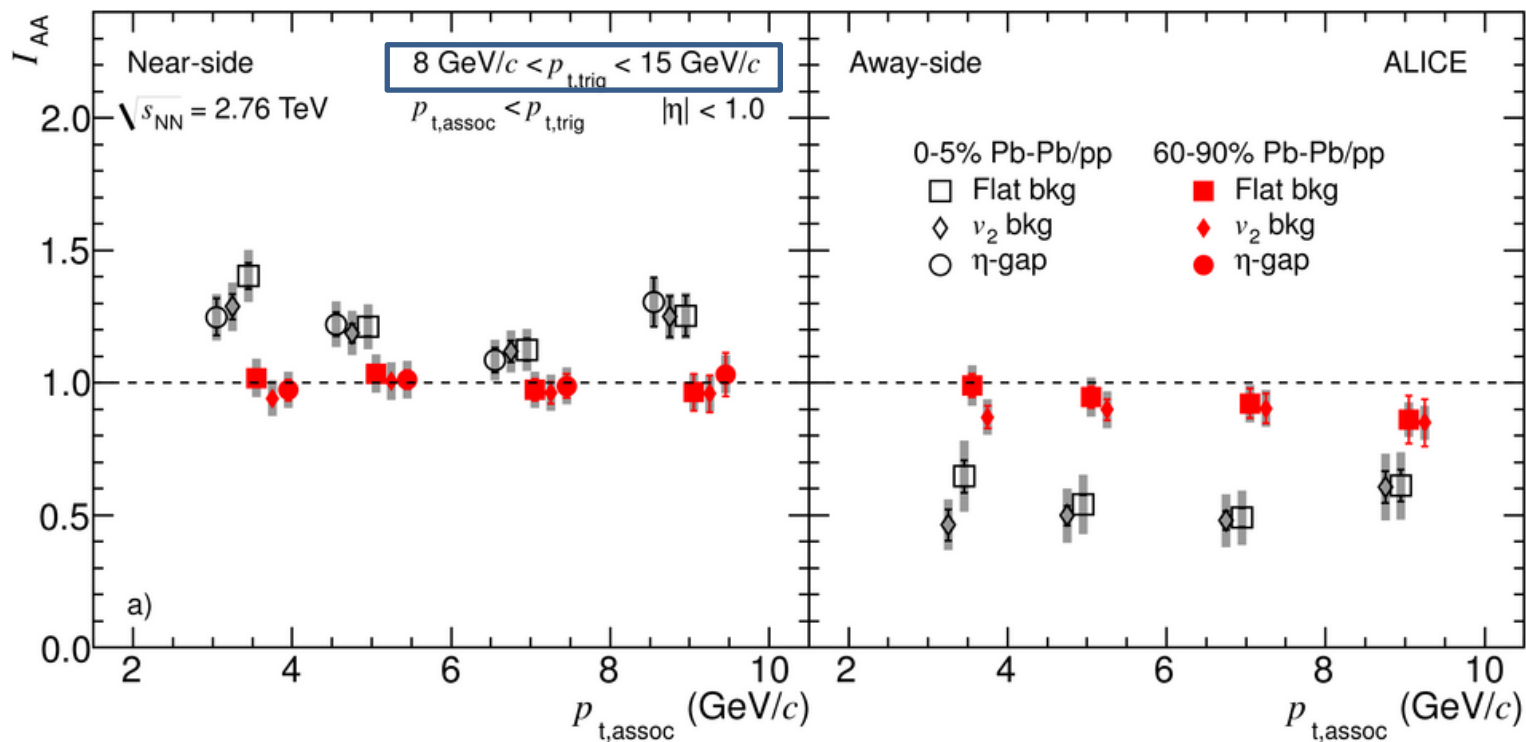 I_AA
Near-side
8 GeV/c < p_t,trig < 15 GeV/c
√s_NN = 2.76 TeV
p_t,assoc < p_t,trig
|η| < 1.0
Away-side
ALICE
0-5% Pb-Pb/pp
60-90% Pb-Pb/pp
Flat bkg
Flat bkg
v_2 bkg
v_2 bkg
η-gap
η-gap
2.0
1.5
1.0
0.5
0.0
a)
2 4 6 8 10
2 4 6 8 10
p_t,assoc (GeV/c)
p_t,assoc (GeV/c)